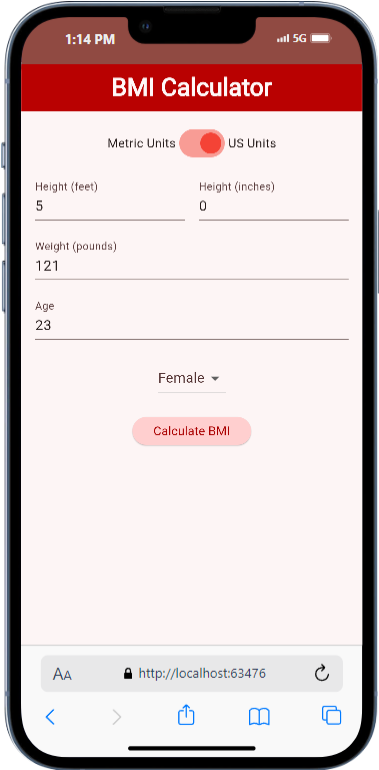 1:14 PM 5G
BMI Calculator
Metric Units US Units
Height (feet) Height (inches)
5 0
Weight (pounds)
121
Age
23
Female
Calculate BMI
AA http://localhost:63476